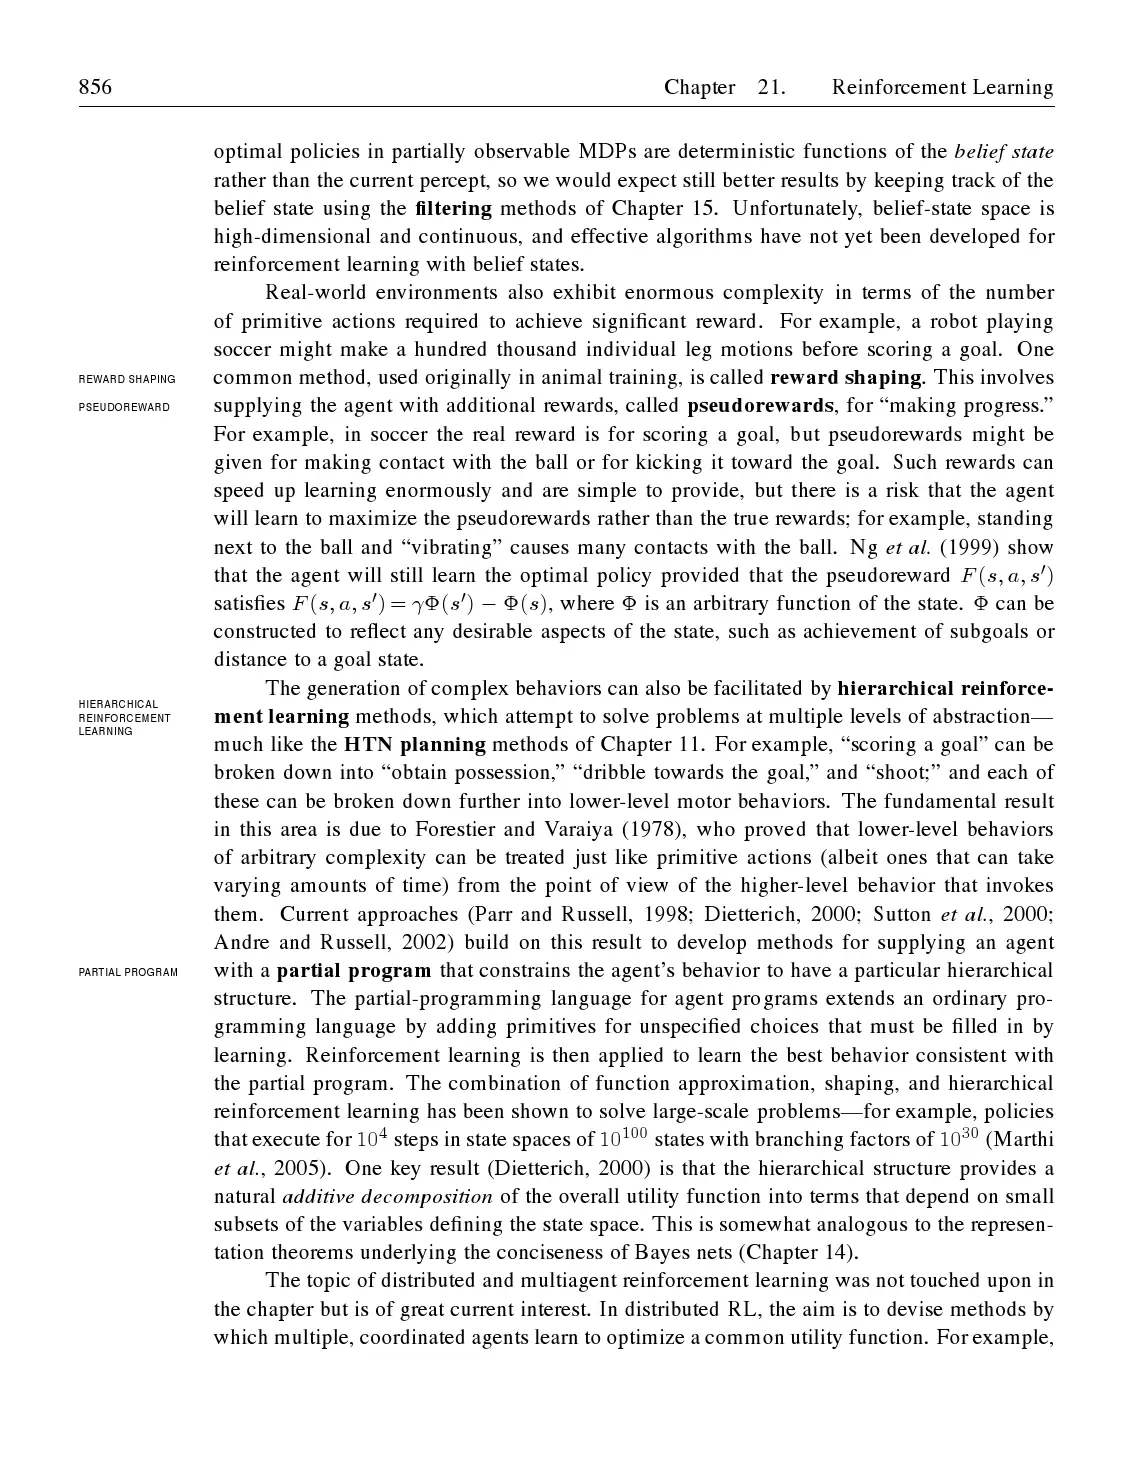 856 Chapter 21. Reinforcement Learning
optimal policies in partially observable MDPs are deterministic functions of the belief state
rather than the current percept, so we would expect still better results by keeping track of the
belief state using the filtering methods of Chapter 15. Unfortunately, belief-state space is
high-dimensional and continuous, and effective algorithms have not yet been developed for
reinforcement learning with belief states.
Real-world environments also exhibit enormous complexity in terms of the number
of primitive actions required to achieve significant reward. For example, a robot playing
soccer might make a hundred thousand individual leg motions before scoring a goal. One
REWARD SHAPING common method, used originally in animal training, is called reward shaping. This involves
PSEUDOREWARD supplying the agent with additional rewards, called pseudorewards, for “making progress.”
For example, in soccer the real reward is for scoring a goal, but pseudorewards might be
given for making contact with the ball or for kicking it toward the goal. Such rewards can
speed up learning enormously and are simple to provide, but there is a risk that the agent
will learn to maximize the pseudorewards rather than the true rewards; for example, standing
next to the ball and “vibrating” causes many contacts with the ball. Ng et al. (1999) show
that the agent will still learn the optimal policy provided that the pseudoreward F(s, a, s′)
satisfies F(s, a, s′) = γΦ(s′) − Φ(s), where Φ is an arbitrary function of the state. Φ can be
constructed to reflect any desirable aspects of the state, such as achievement of subgoals or
distance to a goal state.
The generation of complex behaviors can also be facilitated by hierarchical reinforce-
HIERARCHICAL
REINFORCEMENT
LEARNING
ment learning methods, which attempt to solve problems at multiple levels of abstraction—
much like the HTN planning methods of Chapter 11. For example, “scoring a goal” can be
broken down into “obtain possession,” “dribble towards the goal,” and “shoot;” and each of
these can be broken down further into lower-level motor behaviors. The fundamental result
in this area is due to Forestier and Varaiya (1978), who proved that lower-level behaviors
of arbitrary complexity can be treated just like primitive actions (albeit ones that can take
varying amounts of time) from the point of view of the higher-level behavior that invokes
them. Current approaches (Parr and Russell, 1998; Dietterich, 2000; Sutton et al., 2000;
Andre and Russell, 2002) build on this result to develop methods for supplying an agent
PARTIAL PROGRAM with a partial program that constrains the agent’s behavior to have a particular hierarchical
structure. The partial-programming language for agent programs extends an ordinary pro-
gramming language by adding primitives for unspecified choices that must be filled in by
learning. Reinforcement learning is then applied to learn the best behavior consistent with
the partial program. The combination of function approximation, shaping, and hierarchical
reinforcement learning has been shown to solve large-scale problems—for example, policies
that execute for 10⁴ steps in state spaces of 10¹⁰⁰ states with branching factors of 10³⁰ (Marthi
et al., 2005). One key result (Dietterich, 2000) is that the hierarchical structure provides a
natural additive decomposition of the overall utility function into terms that depend on small
subsets of the variables defining the state space. This is somewhat analogous to the represen-
tation theorems underlying the conciseness of Bayes nets (Chapter 14).
The topic of distributed and multiagent reinforcement learning was not touched upon in
the chapter but is of great current interest. In distributed RL, the aim is to devise methods by
which multiple, coordinated agents learn to optimize a common utility function. For example,